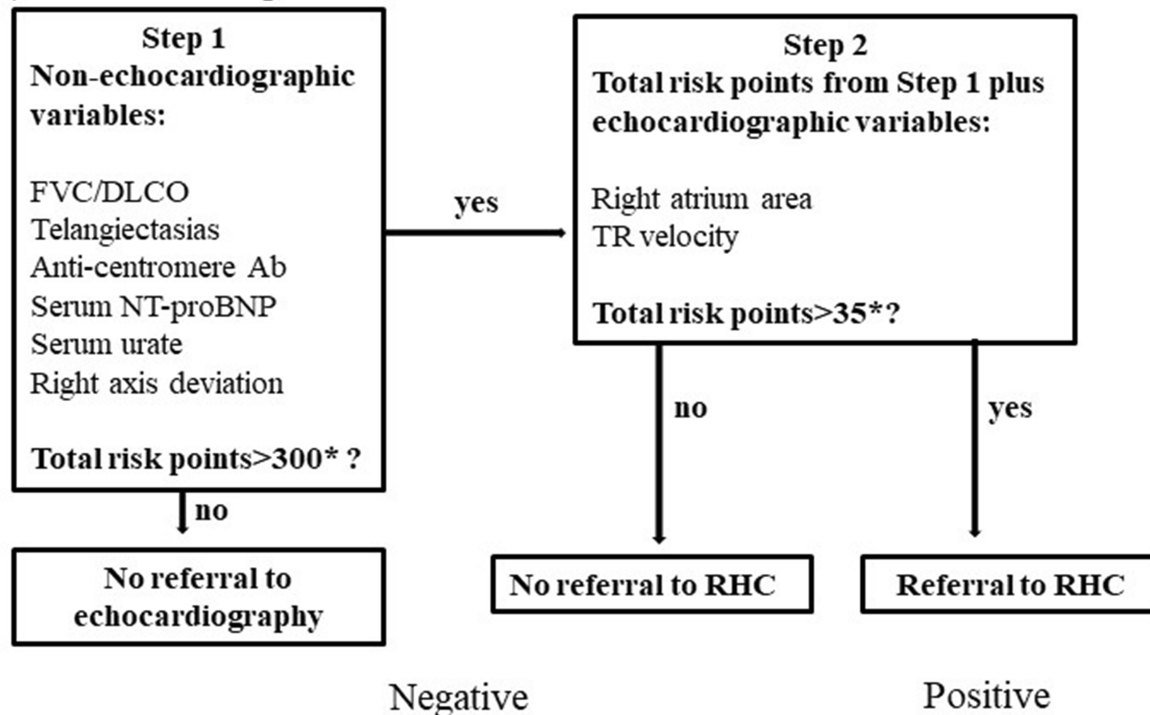 Step 1
Non-echocardiographic
variables:
FVC/DLCO
Telangiectasias
Anti-centromere Ab
Serum NT-proBNP
Serum urate
Right axis deviation
Total risk points>300* ?
yes
Step 2
Total risk points from Step 1 plus
echocardiographic variables:
Right atrium area
TR velocity
Total risk points>35*?
no
no
yes
No referral to
echocardiography
No referral to RHC
Referral to RHC
Negative
Positive